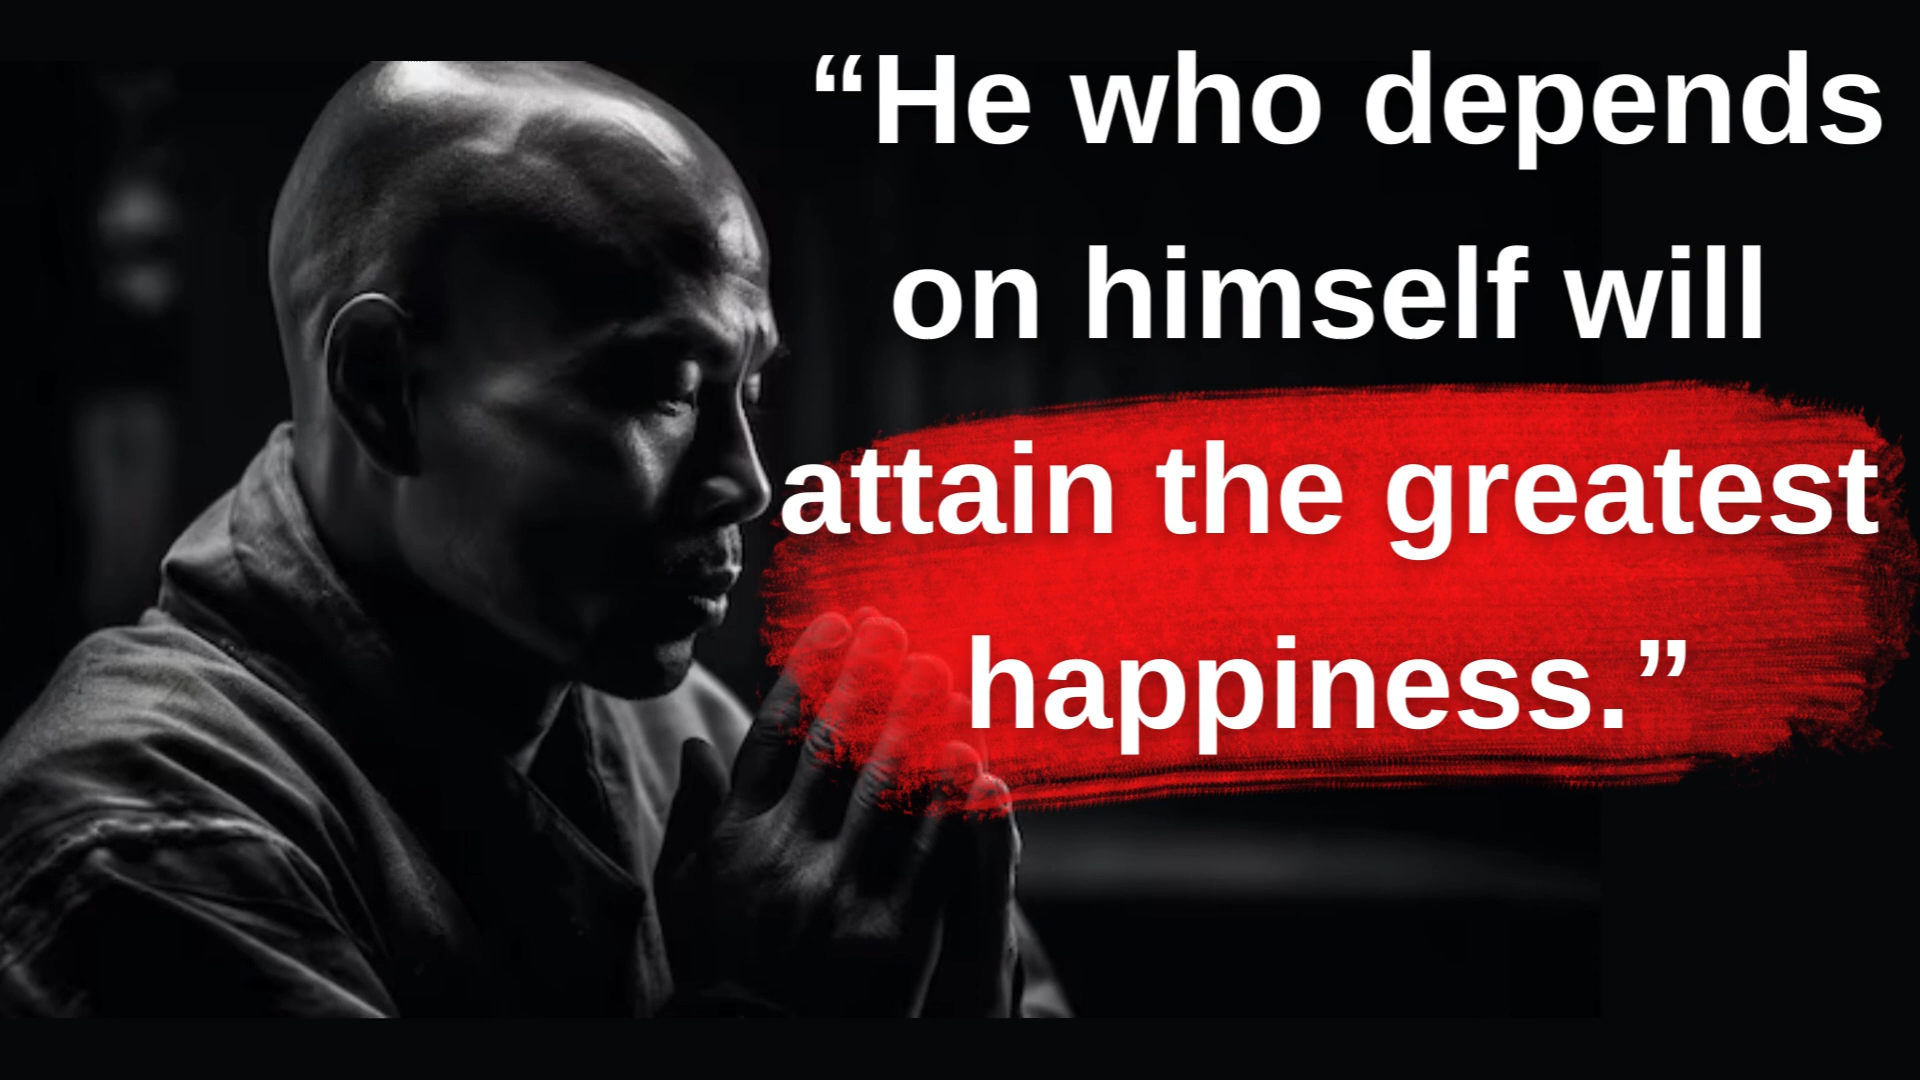 “He who depends
on himself will
attain the greatest
happiness.”